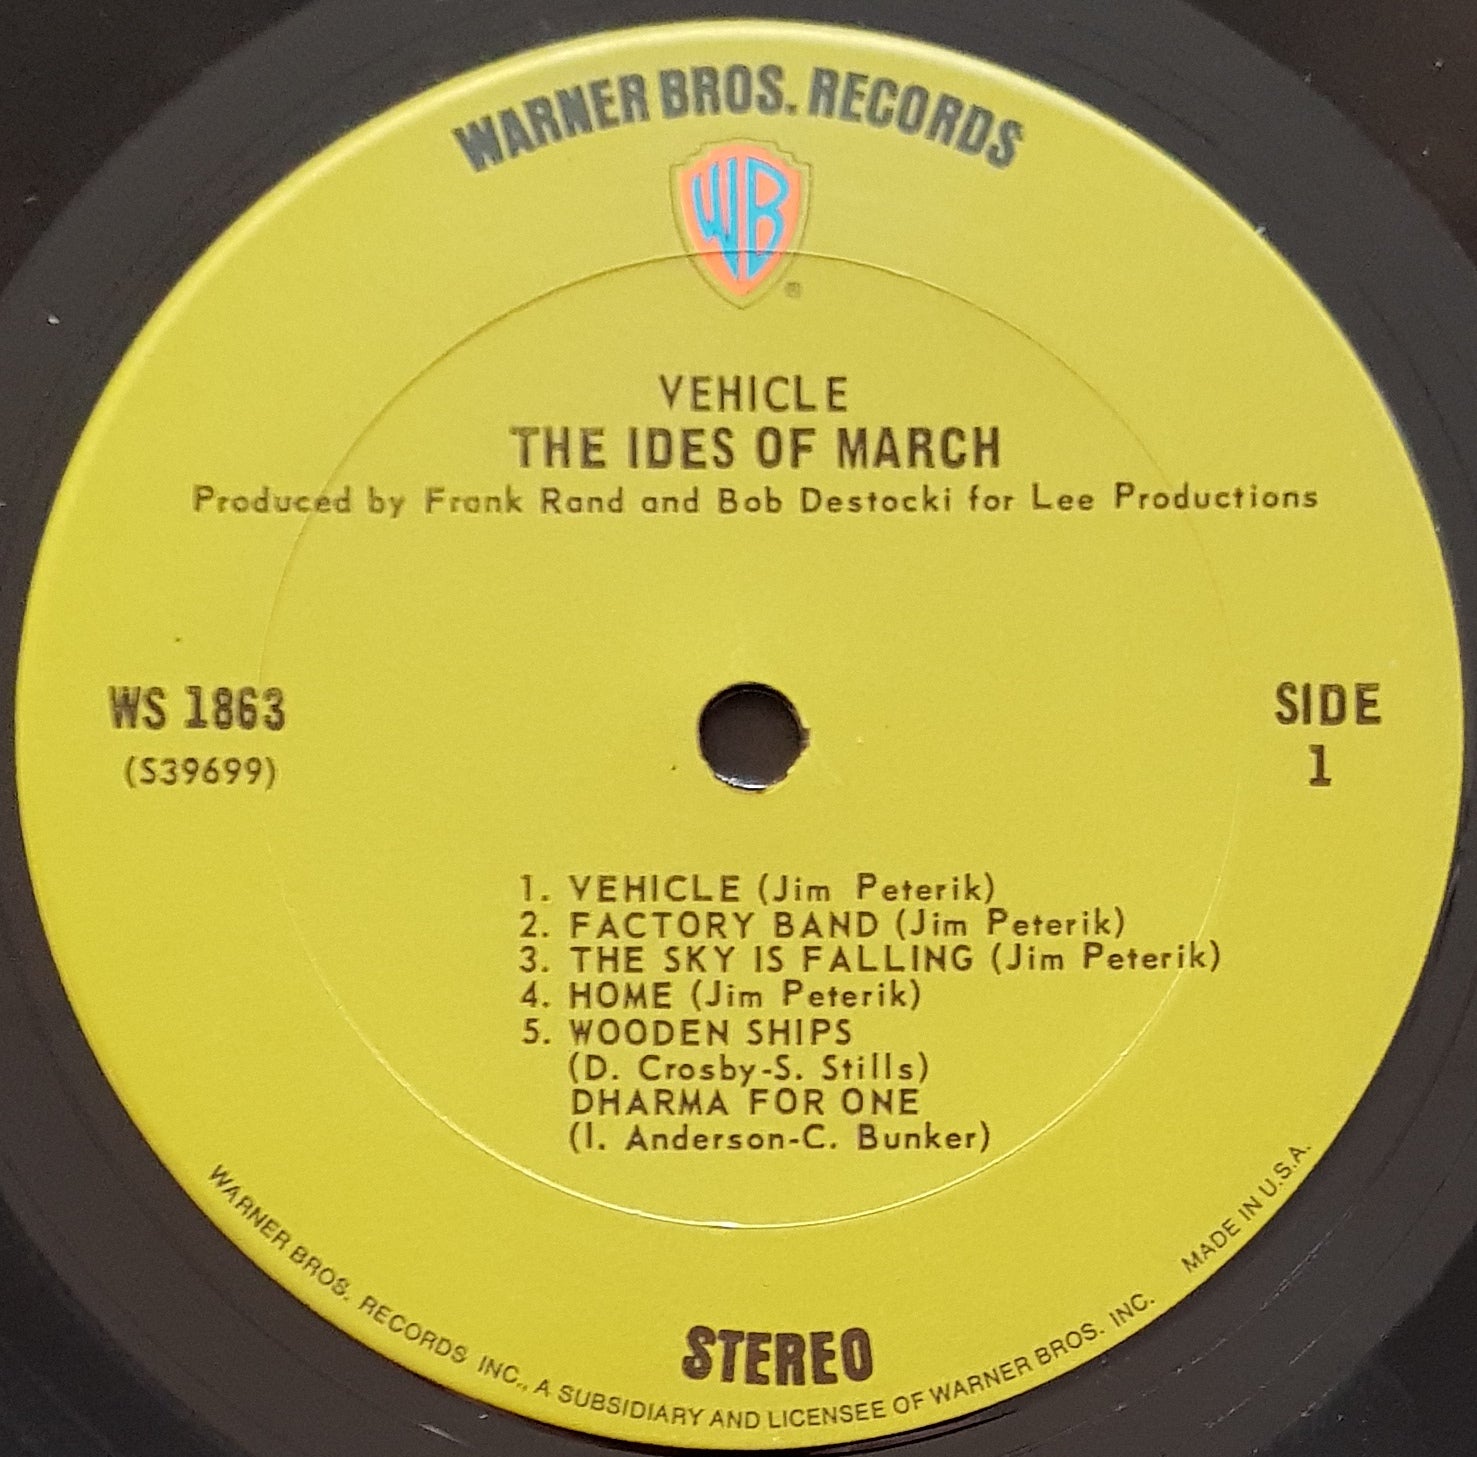 WARNER BROS. RECORDS
WB
®
VEHICLE
THE IDES OF MARCH
Produced by Frank Rand and Bob Destocki for Lee Productions
WS 1863
(S39699)
SIDE
1
1. VEHICLE (Jim Peterik)
2. FACTORY BAND (Jim Peterik)
3. THE SKY IS FALLING (Jim Peterik)
4. HOME (Jim Peterik)
5. WOODEN SHIPS
(D. Crosby-S. Stills)
DHARMA FOR ONE
(I. Anderson-C. Bunker)
STEREO
WARNER BROS. RECORDS INC., A SUBSIDIARY AND LICENSEE OF WARNER BROS. INC. MADE IN U.S.A.